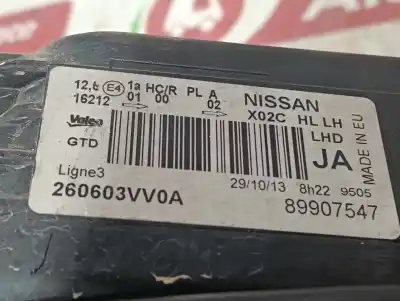 12,6 E4 1a HC/R PL A NISSAN
16212 01 00 02 X02C HL LH
Valeo LHD
GTD JA
MADE IN EU
Ligne3 29/10/13 8h22 9505
260603VV0A 89907547